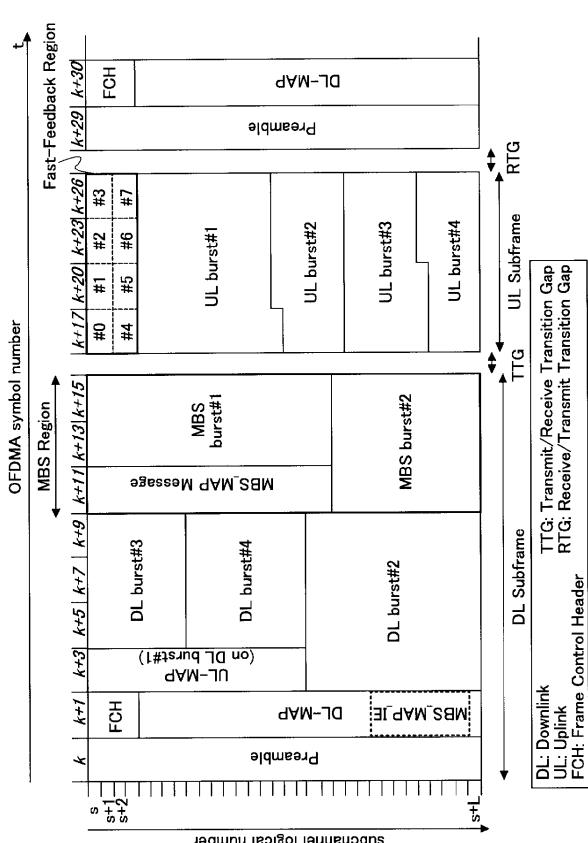 OFDMA symbol number
t
k
k+1
k+3
k+5
k+7
k+9
k+11
k+13
k+15
k+17
k+20
k+23
k+26
k+29
k+30
MBS Region
Fast-Feedback Region
subchannel logical number
s
s+1
s+2
s+L
Preamble
FCH
DL-MAP
MBS_MAP_IE
UL-MAP
(on DL burst#1)
DL burst#3
DL burst#4
DL burst#2
MBS_MAP Message
MBS
burst#1
MBS burst#2
#0
#1
#2
#3
#4
#5
#6
#7
UL burst#1
UL burst#2
UL burst#3
UL burst#4
Preamble
FCH
DL-MAP
DL Subframe
TTG
UL Subframe
RTG
DL: Downlink
UL: Uplink
FCH: Frame Control Header
TTG: Transmit/Receive Transition Gap
RTG: Receive/Transmit Transition Gap